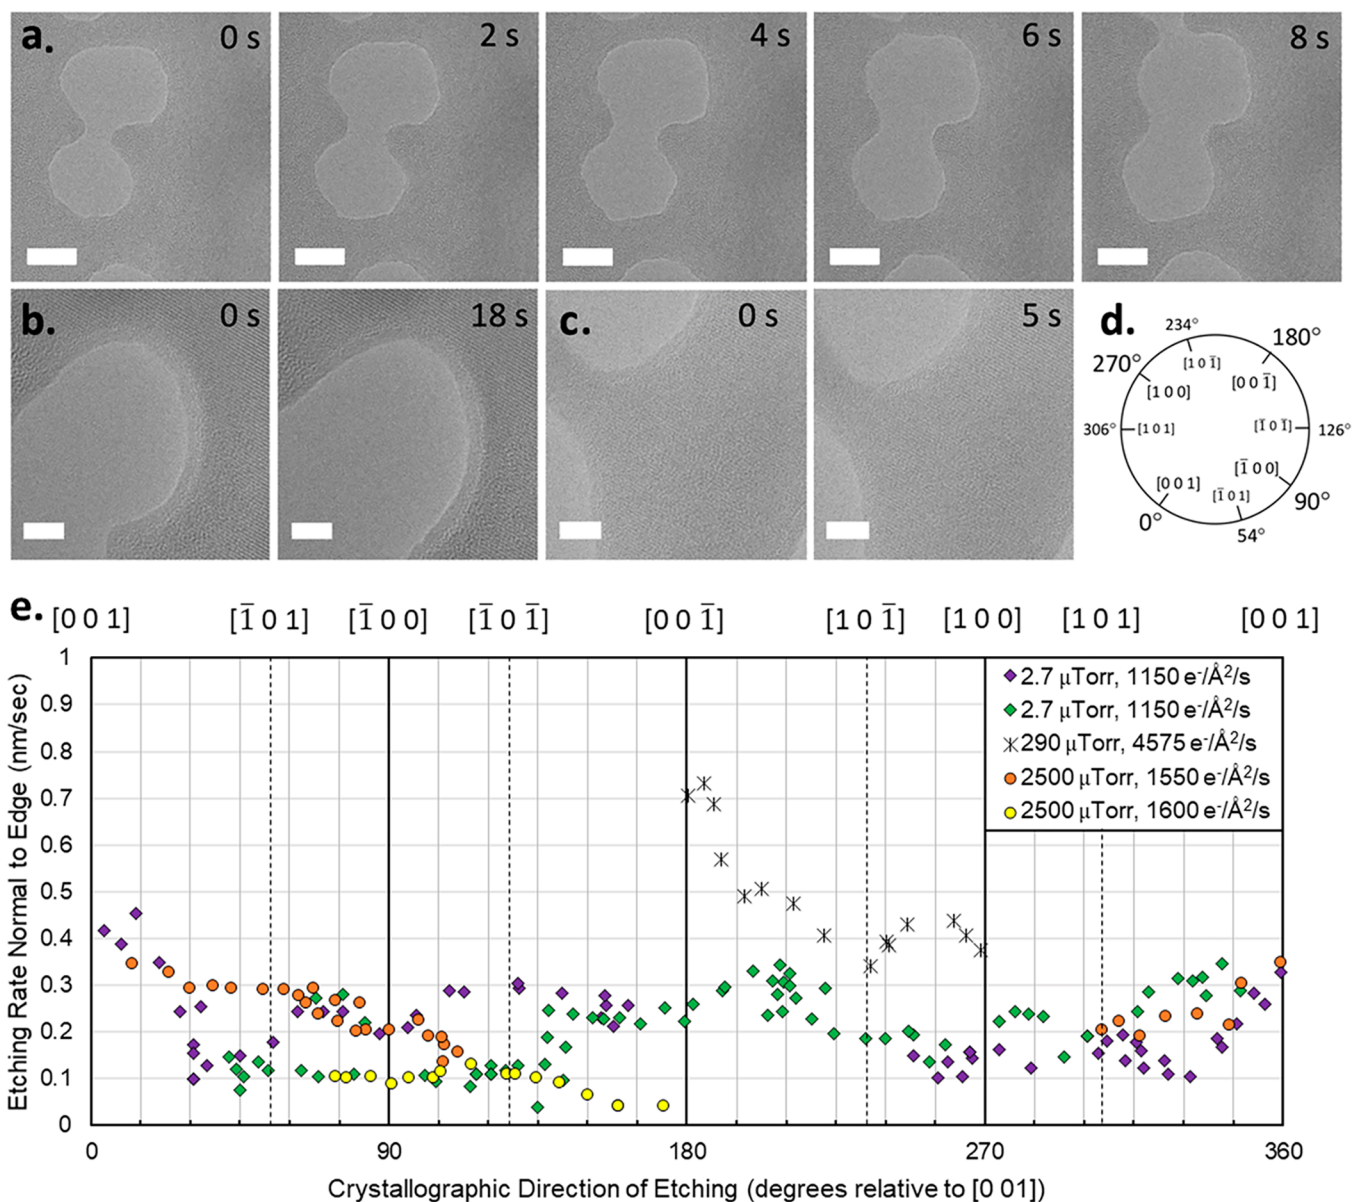 a. 0 s 2 s 4 s 6 s 8 s
b. 0 s 18 s c. 0 s 5 s d.
234° 180°
270° [1 0 1̅] [0 0 1̅]
[1 0 0]
306° [1 0 1] [1̅ 0 1̅] 126°
[0 0 1] [1̅ 0 0]
[1̅ 0 1] 90°
0° 54°
e. [0 0 1] [1̅ 0 1] [1̅ 0 0] [1̅ 0 1̅] [0 0 1̅] [1 0 1̅] [1 0 0] [1 0 1] [0 0 1]
Etching Rate Normal to Edge (nm/sec)
1
0.9
0.8
0.7
0.6
0.5
0.4
0.3
0.2
0.1
0
2.7 μTorr, 1150 e⁻/Å²/s
2.7 μTorr, 1150 e⁻/Å²/s
290 μTorr, 4575 e⁻/Å²/s
2500 μTorr, 1550 e⁻/Å²/s
2500 μTorr, 1600 e⁻/Å²/s
0 90 180 270 360
Crystallographic Direction of Etching (degrees relative to [0 01])